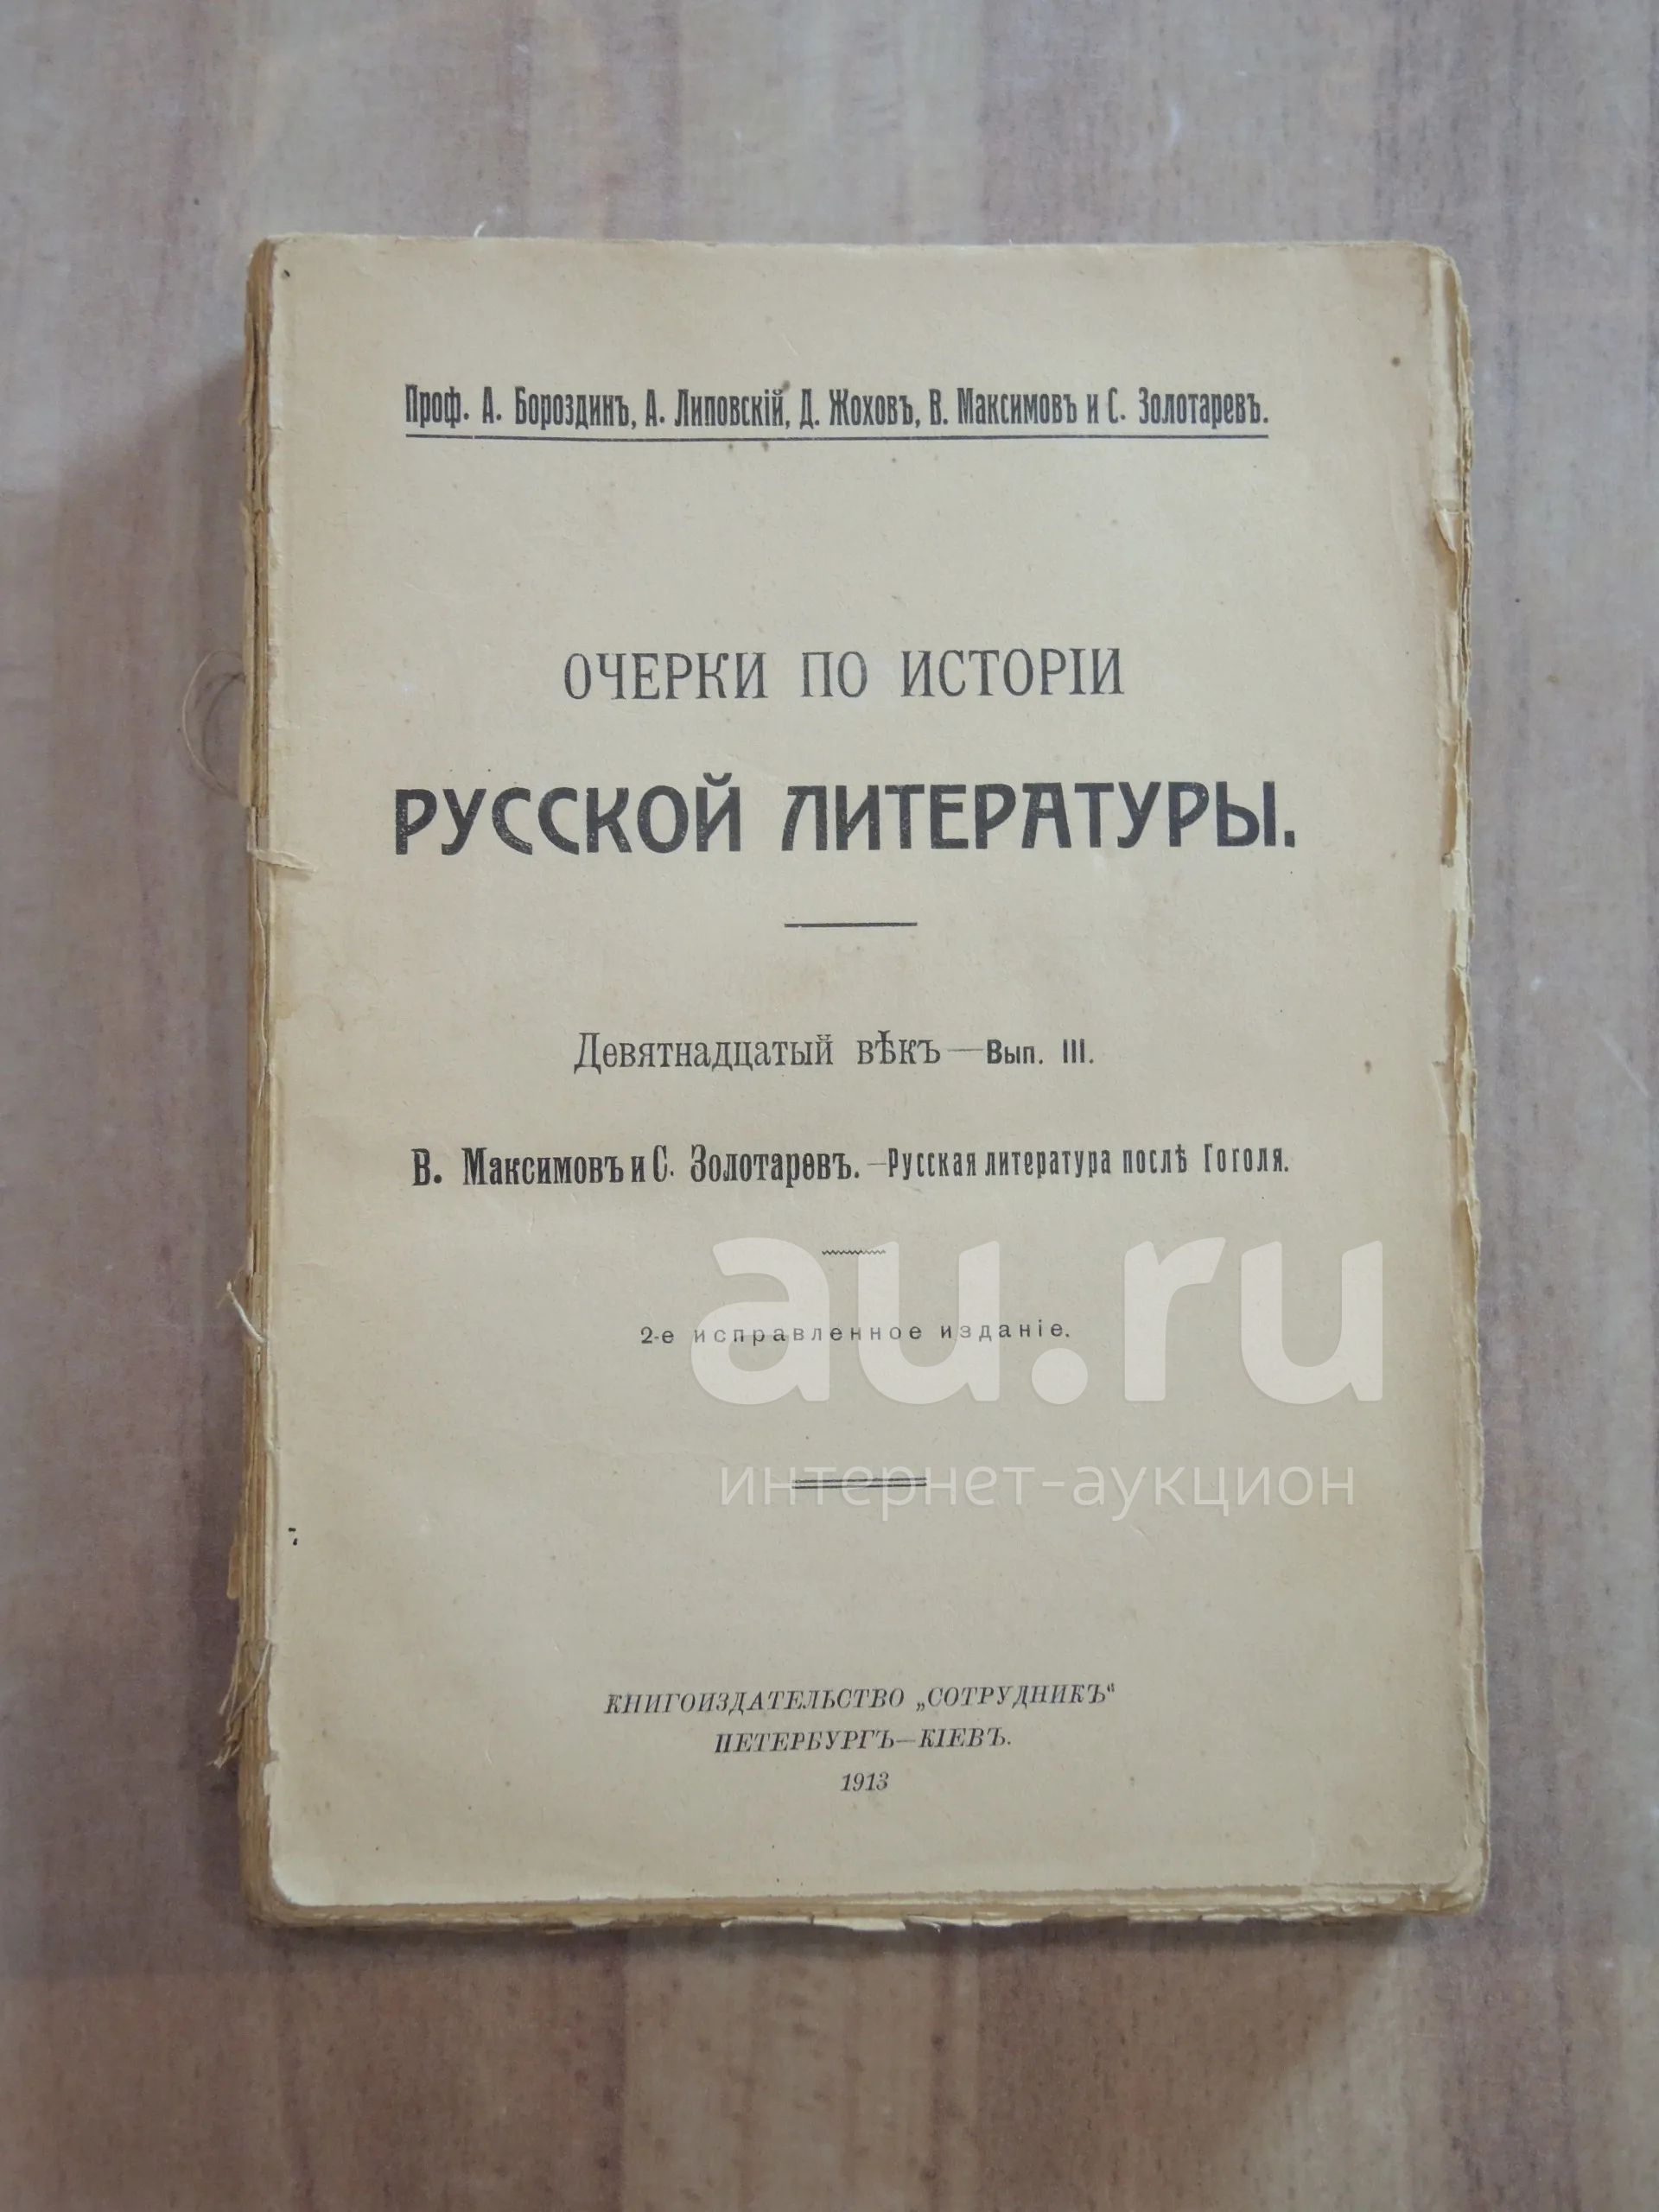 Проф. А. Бороздинъ, А. Липовскій, Д. Жоховъ, В. Максимовъ и С. Золотаревъ.
ОЧЕРКИ ПО ИСТОРІИ
РУССКОЙ ЛИТЕРАТУРЫ.
Девятнадцатый вѣкъ — Вып. III.
В. Максимовъ и С. Золотаревъ. — Русская литература послѣ Гоголя.
au.ru
2-е исправленное изданіе.
интернет-аукцион
КНИГОИЗДАТЕЛЬСТВО „СОТРУДНИКЪ“
ПЕТЕРБУРГЪ—КІЕВЪ.
1913